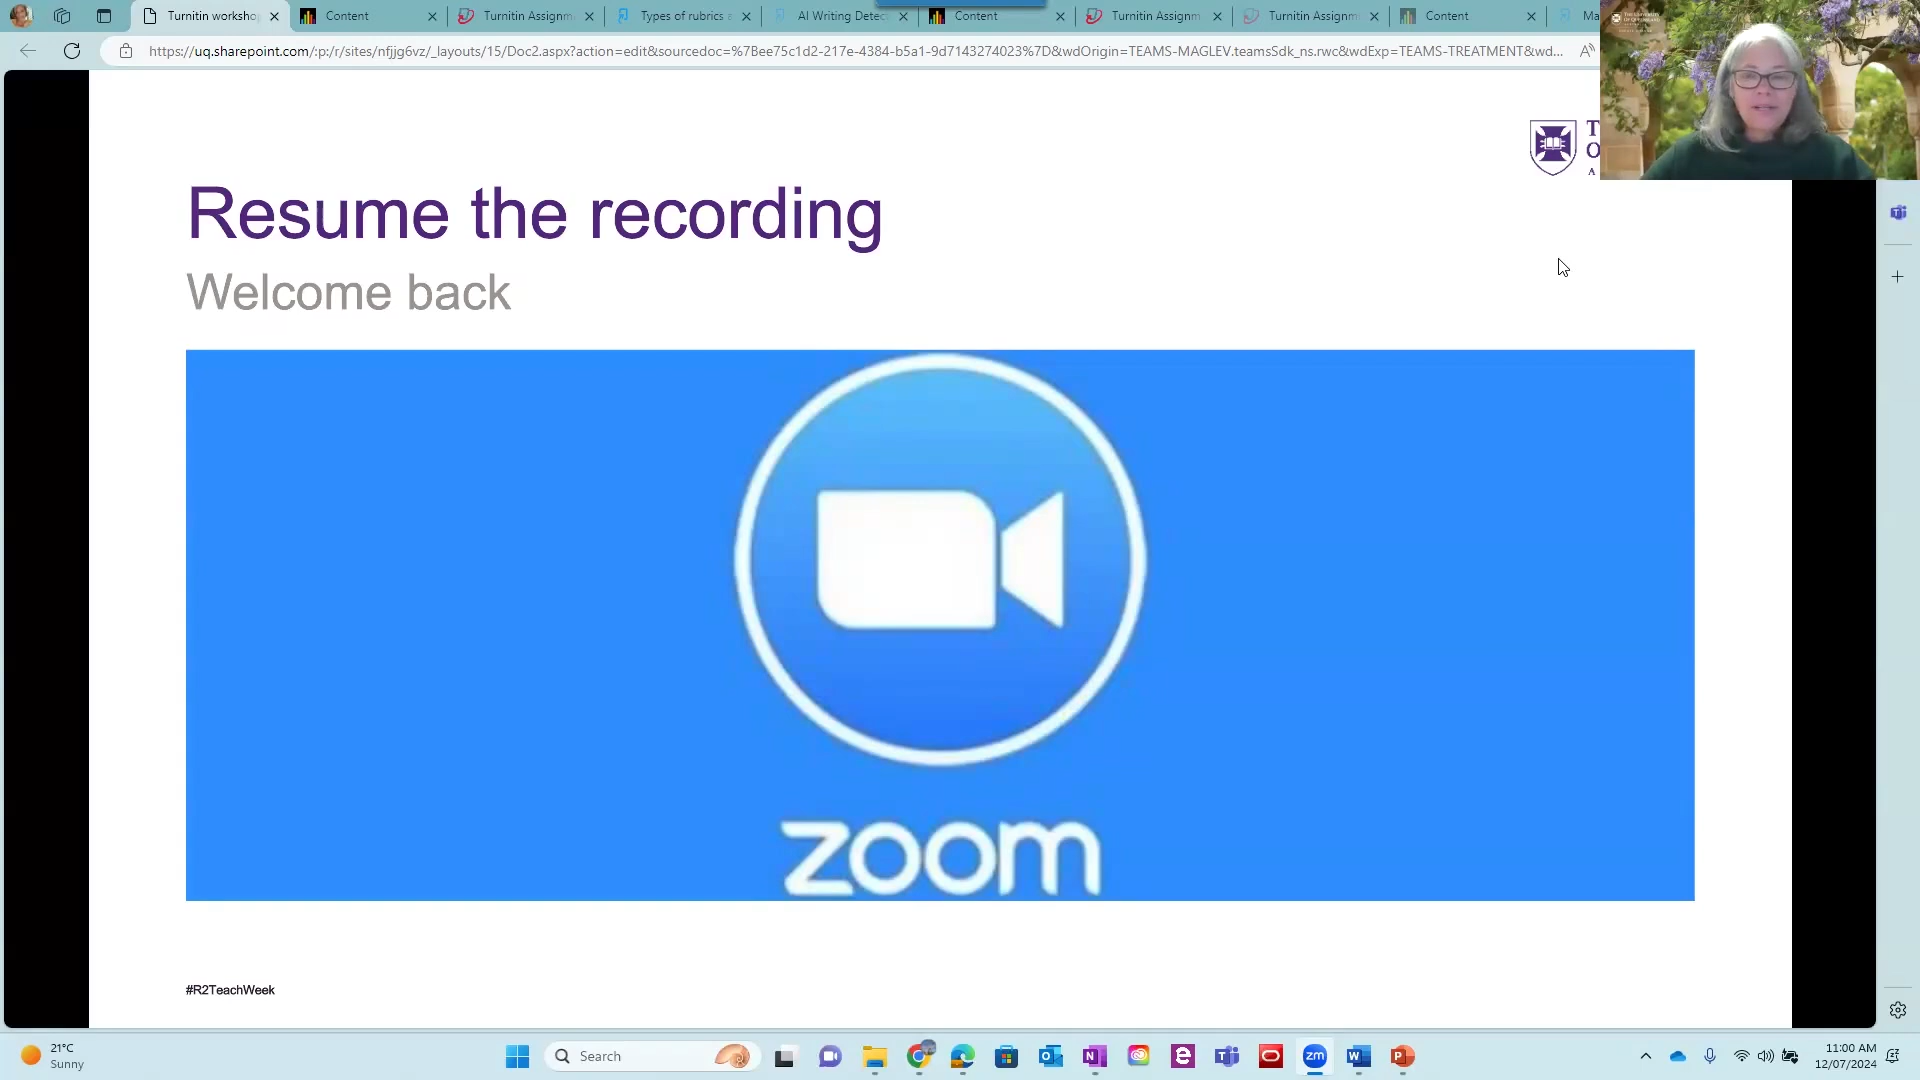 Turnitin worksho
Content
Turnitin Assignm
Types of rubrics
AI Writing Detec
Content
Turnitin Assignm
Turnitin Assignm
Content
Ma
https://uq.sharepoint.com/:p:/r/sites/nfjjg6vz/_layouts/15/Doc2.aspx?action=edit&sourcedoc=%7Bee75c1d2-217e-4384-b5a1-9d7143274023%7D&wdOrigin=TEAMS-MAGLEV.teamsSdk_ns.rwc&wdExp=TEAMS-TREATMENT&wd...
T
O
A
Resume the recording
Welcome back
zoom
#R2TeachWeek
21°C
Sunny
Search
zm
11:00 AM
12/07/2024